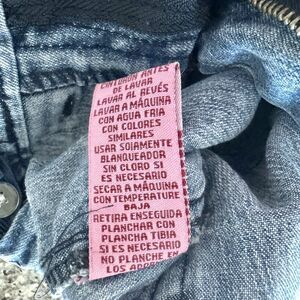 CINTURON ANTES
DE LAVAR
LAVAR AL REVÉS
LAVAR A MÁQUINA
CON AGUA FRIA
CON COLORES
SIMILARES
USAR SOLAMENTE
BLANQUEADOR
SIN CLORO SI
ES NECESARIO
SECAR A MÁQUINA
CON TEMPERATURE
BAJA
RETIRA ENSEGUIDA
PLANCHAR CON
PLANCHA TIBIA
SI ES NECESARIO
NO PLANCHE EN
LOS